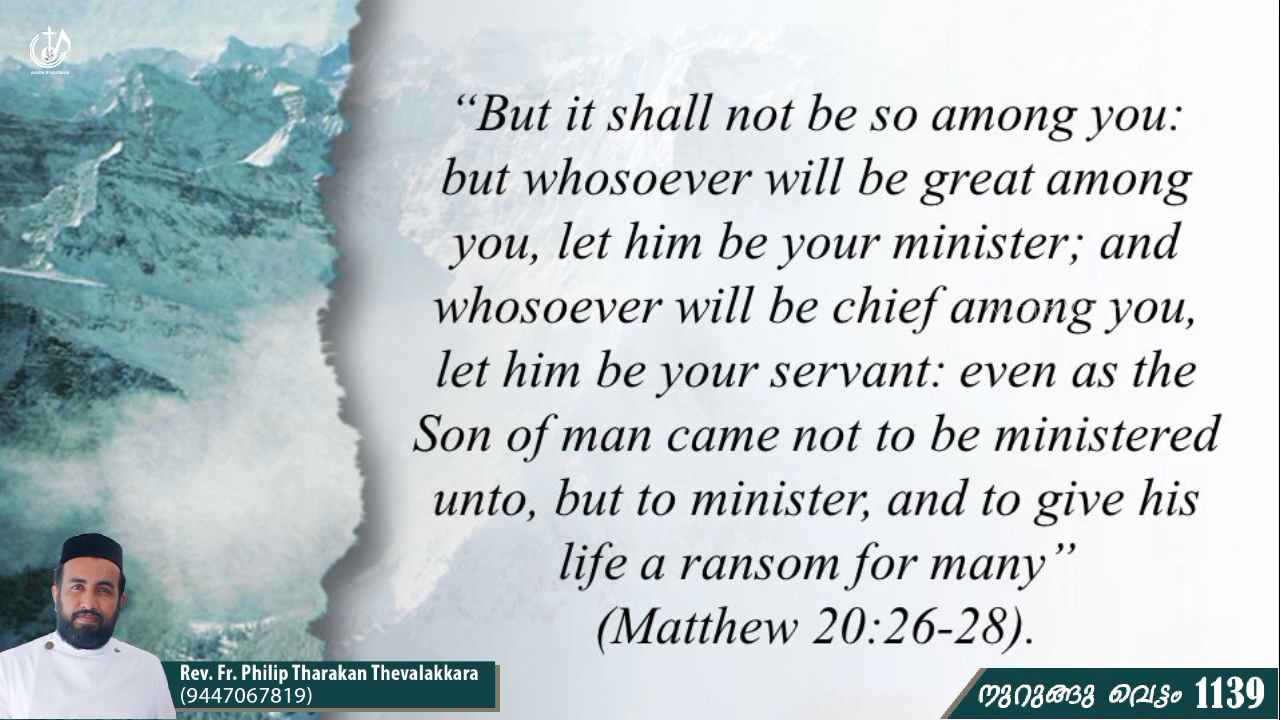 “But it shall not be so among you:
but whosoever will be great among
you, let him be your minister; and
whosoever will be chief among you,
let him be your servant: even as the
Son of man came not to be ministered
unto, but to minister, and to give his
life a ransom for many”
(Matthew 20:26-28).
Rev. Fr. Philip Tharakan Thevalakkara
(9447067819)
നുറുങ്ങു വെട്ടം 1139